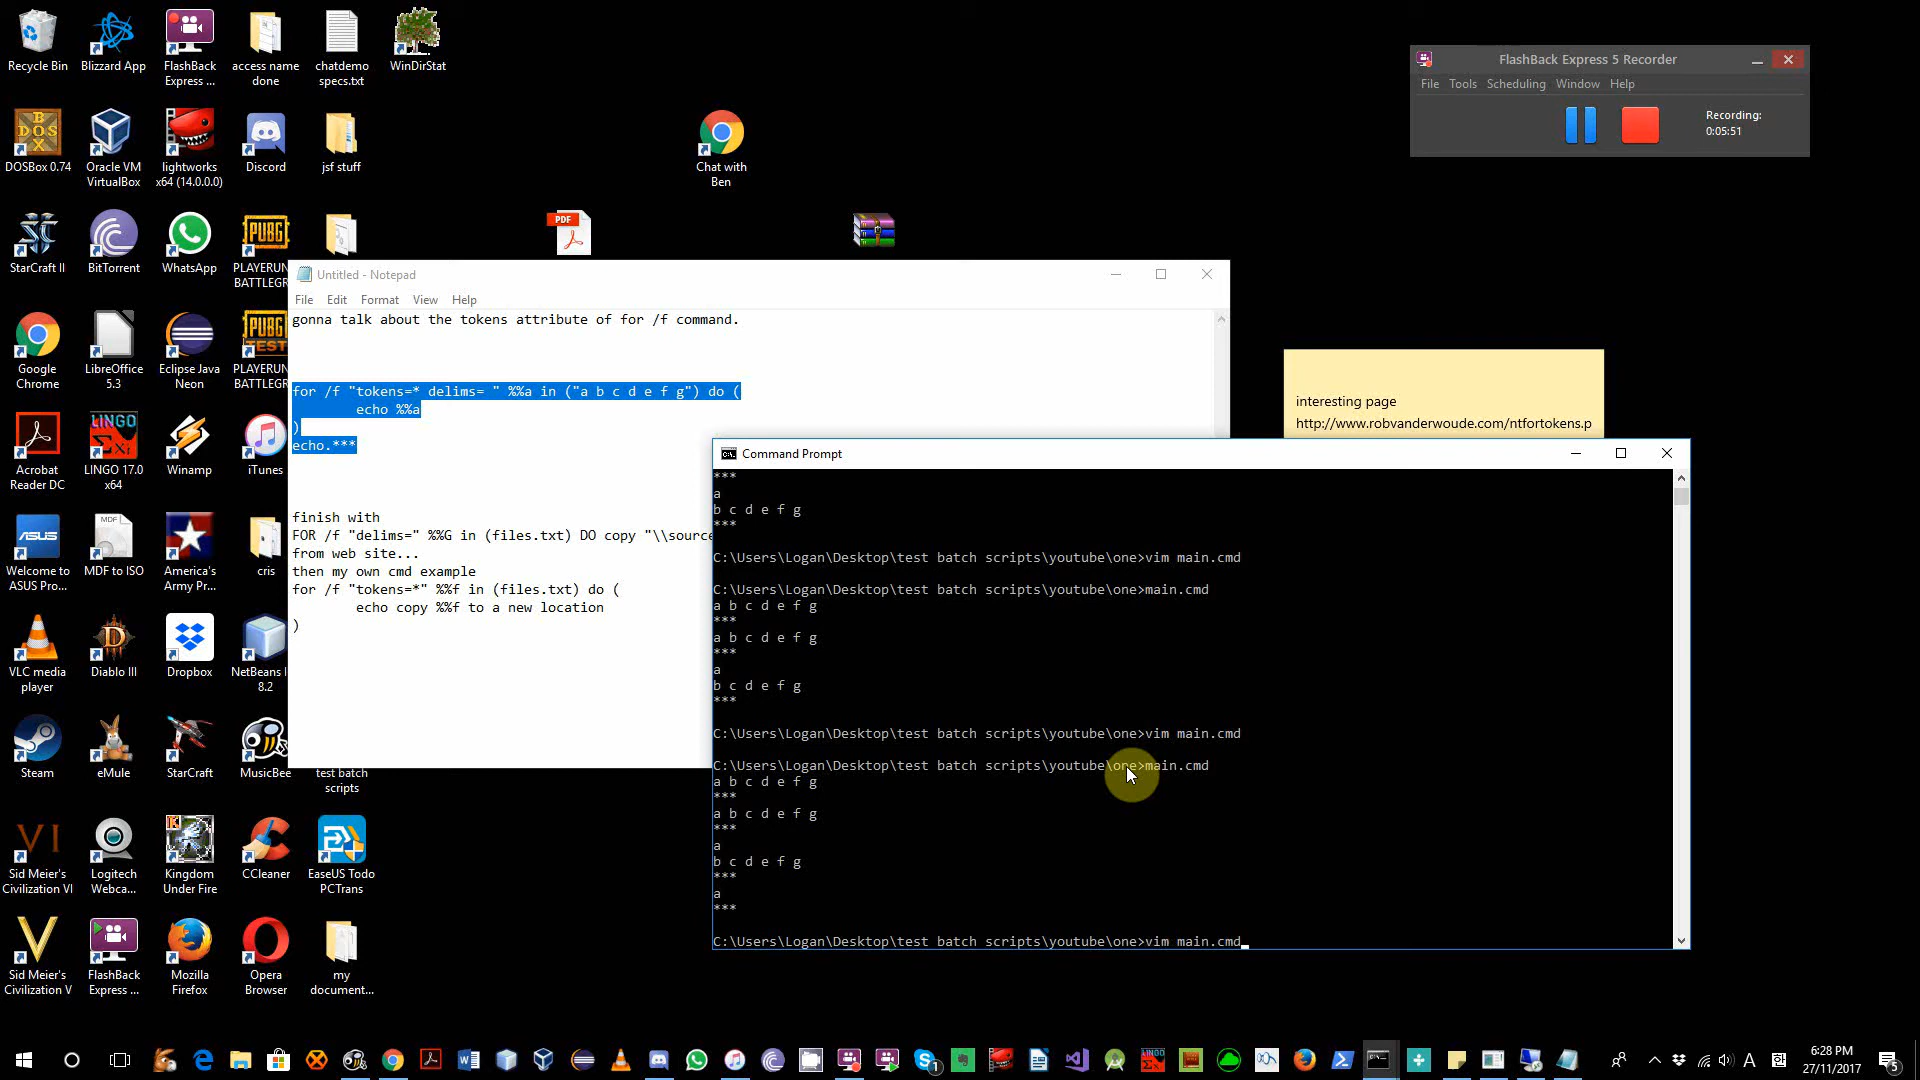 Recycle Bin
Blizzard App
FlashBack
Express ...
access name
done
chatdemo
specs.txt
WinDirStat
FlashBack Express 5 Recorder
File Tools Scheduling Window Help
Recording:
0:05:51
DOSBox 0.74
Oracle VM
VirtualBox
lightworks
x64 (14.0.0.0)
Discord
jsf stuff
Chat with
Ben
PDF
StarCraft II
BitTorrent
WhatsApp
PLAYERUN
BATTLEGR
Google
Chrome
LibreOffice
5.3
Eclipse Java
Neon
PLAYERUN
BATTLEGR
Acrobat
Reader DC
LINGO 17.0
x64
Winamp
iTunes
Welcome to
ASUS Pro...
MDF to ISO
America's
Army Pr...
cris
VLC media
player
Diablo III
Dropbox
NetBeans I
8.2
Steam
eMule
StarCraft
MusicBee
test batch
scripts
Sid Meier's
Civilization VI
Logitech
Webca...
Kingdom
Under Fire
CCleaner
EaseUS Todo
PCTrans
Sid Meier's
Civilization V
FlashBack
Express ...
Mozilla
Firefox
Opera
Browser
my
document...
Untitled - Notepad
File Edit Format View Help
gonna talk about the tokens attribute of for /f command.
for /f "tokens=* delims= " %%a in ("a b c d e f g") do (
echo %%a
)
echo.***
finish with
FOR /f "delims=" %%G in (files.txt) DO copy "\\source
from web site...
then my own cmd example
for /f "tokens=*" %%f in (files.txt) do (
echo copy %%f to a new location
)
interesting page
http://www.robvanderwoude.com/ntfortokens.p
Command Prompt
***
a
b c d e f g
***
C:\Users\Logan\Desktop\test batch scripts\youtube\one>vim main.cmd
C:\Users\Logan\Desktop\test batch scripts\youtube\one>main.cmd
a b c d e f g
***
a b c d e f g
***
a
b c d e f g
***
C:\Users\Logan\Desktop\test batch scripts\youtube\one>vim main.cmd
C:\Users\Logan\Desktop\test batch scripts\youtube\one>main.cmd
a b c d e f g
***
a b c d e f g
***
a
b c d e f g
***
a
***
C:\Users\Logan\Desktop\test batch scripts\youtube\one>vim main.cmd
6:28 PM
27/11/2017